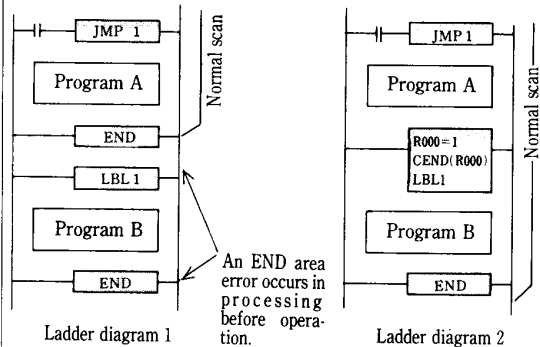 JMP 1
Program A
Normal scan
END
LBL 1
Program B
END
An END area
error occurs in
processing
before opera-
tion.
Ladder diagram 1
JMP 1
Program A
Normal scan
R000=1
CEND(R000)
LBL1
Program B
END
Ladder diagram 2